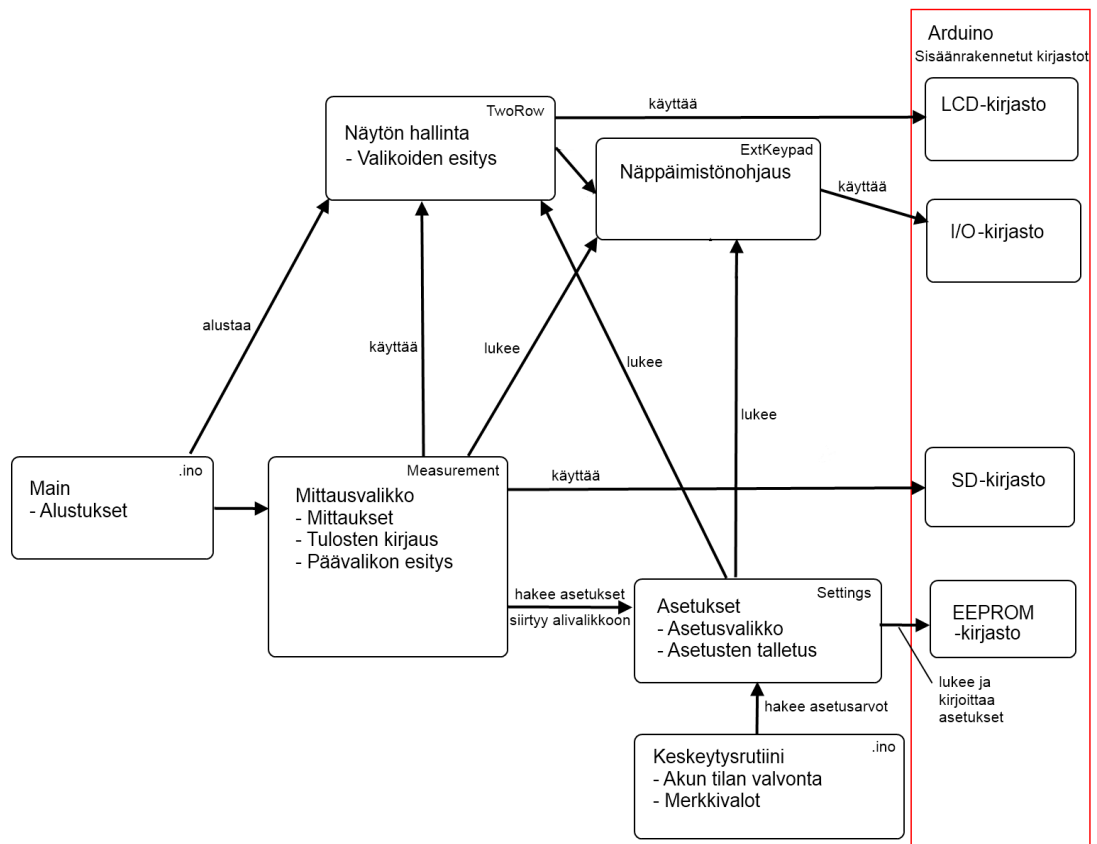 Arduino
Sisäänrakennetut kirjastot
LCD-kirjasto
I/O-kirjasto
SD-kirjasto
EEPROM
-kirjasto
TwoRow
Näytön hallinta
- Valikoiden esitys
käyttää
ExtKeypad
Näppäimistönohjaus
käyttää
alustaa
käyttää
lukee
lukee
lukee
.ino
Main
- Alustukset
Measurement
Mittausvalikko
- Mittaukset
- Tulosten kirjaus
- Päävalikon esitys
käyttää
hakee asetukset
siirtyy alivalikkoon
Settings
Asetukset
- Asetusvalikko
- Asetusten talletus
lukee ja
kirjoittaa
asetukset
hakee asetusarvot
.ino
Keskeytysrutiini
- Akun tilan valvonta
- Merkkivalot